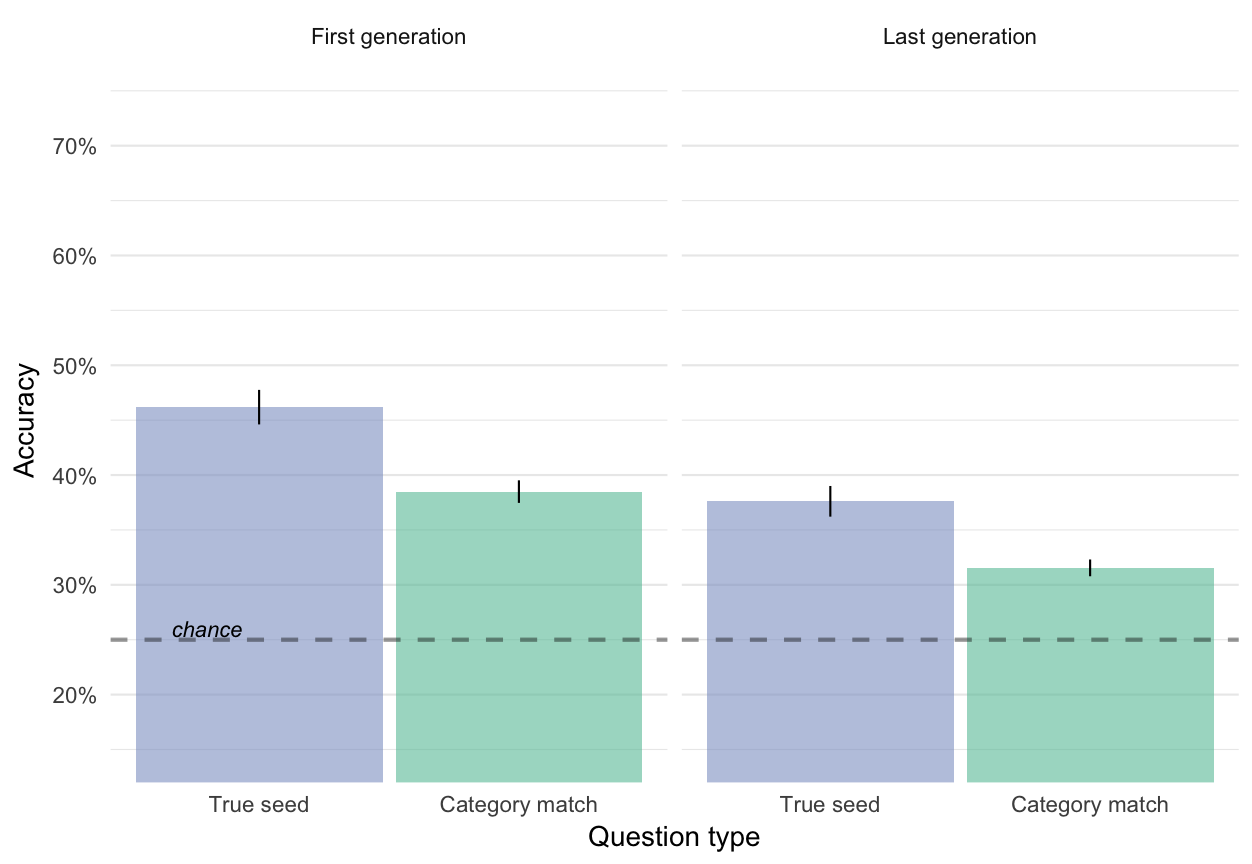 First generation
Last generation
70%
60%
50%
40%
30%
20%
Accuracy
chance
True seed
Category match
True seed
Category match
Question type